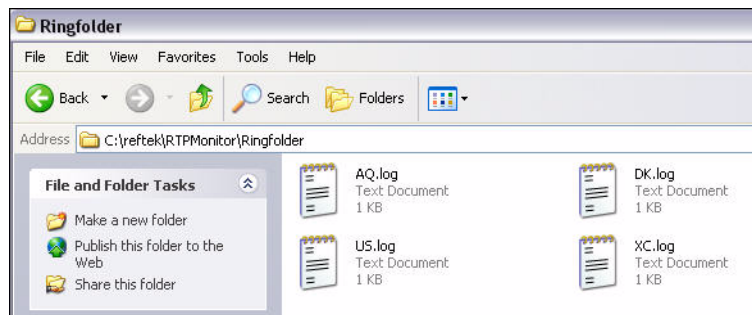 Ringfolder
File Edit View Favorites Tools Help
Back Search Folders
Address C:\reftek\RTPMonitor\Ringfolder
File and Folder Tasks
Make a new folder
Publish this folder to the
Web
Share this folder
AQ.log
Text Document
1 KB
DK.log
Text Document
1 KB
US.log
Text Document
1 KB
XC.log
Text Document
1 KB